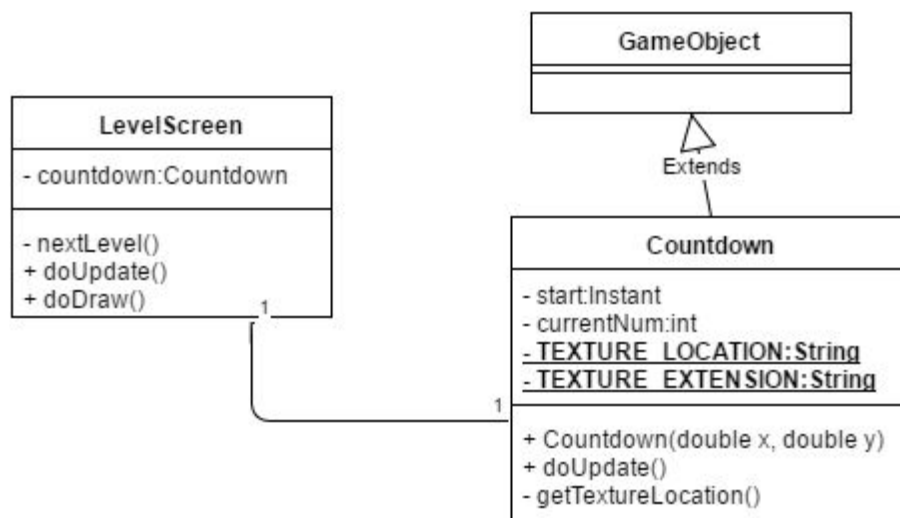 GameObject
LevelScreen
- countdown:Countdown
- nextLevel()
+ doUpdate()
+ doDraw()
1
Extends
Countdown
- start:Instant
- currentNum:int
- TEXTURE_LOCATION:String
- TEXTURE_EXTENSION:String
1
+ Countdown(double x, double y)
+ doUpdate()
- getTextureLocation()